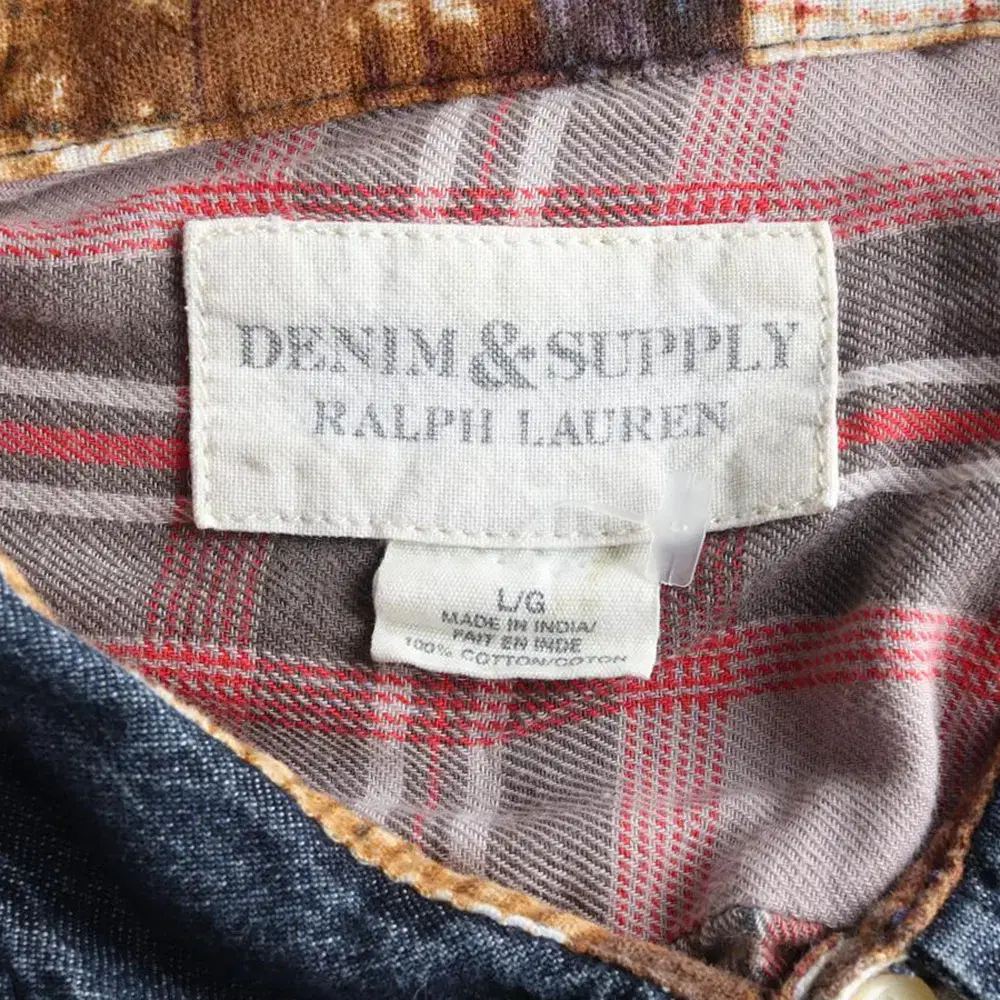 DENIM & SUPPLY
RALPH LAUREN
L/G
MADE IN INDIA/
FAIT EN INDE
100% COTTON/COTON